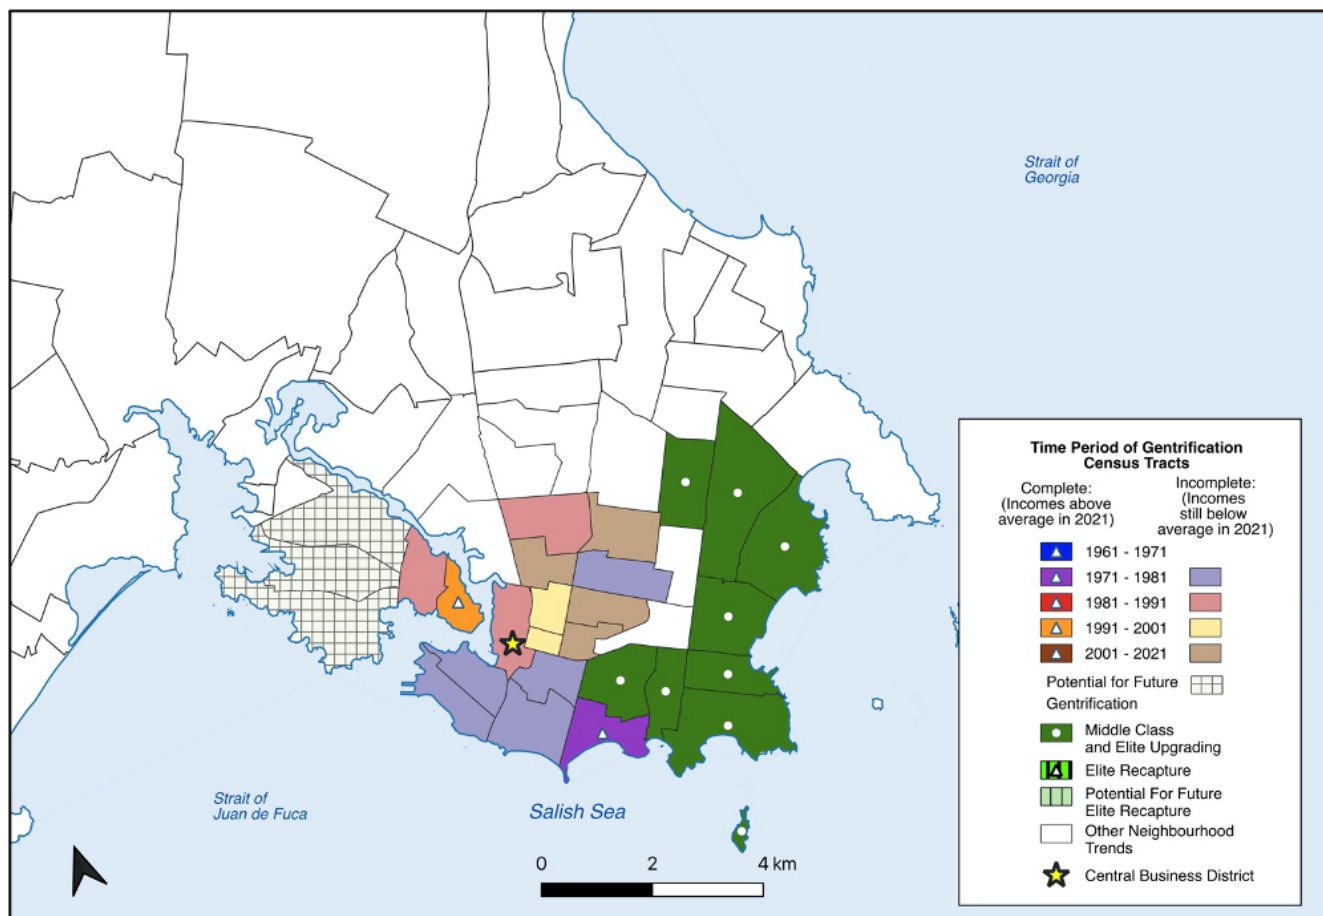 Strait of
Georgia
Time Period of Gentrification
Census Tracts
Complete:
(Incomes above
average in 2021)
Incomplete:
(Incomes
still below
average in 2021)
1961 - 1971
1971 - 1981
1981 - 1991
1991 - 2001
2001 - 2021
Potential for Future
Gentrification
Middle Class
and Elite Upgrading
Elite Recapture
Potential For Future
Elite Recapture
Other Neighbourhood
Trends
Central Business District
Strait of
Juan de Fuca
Salish Sea
0 2 4 km